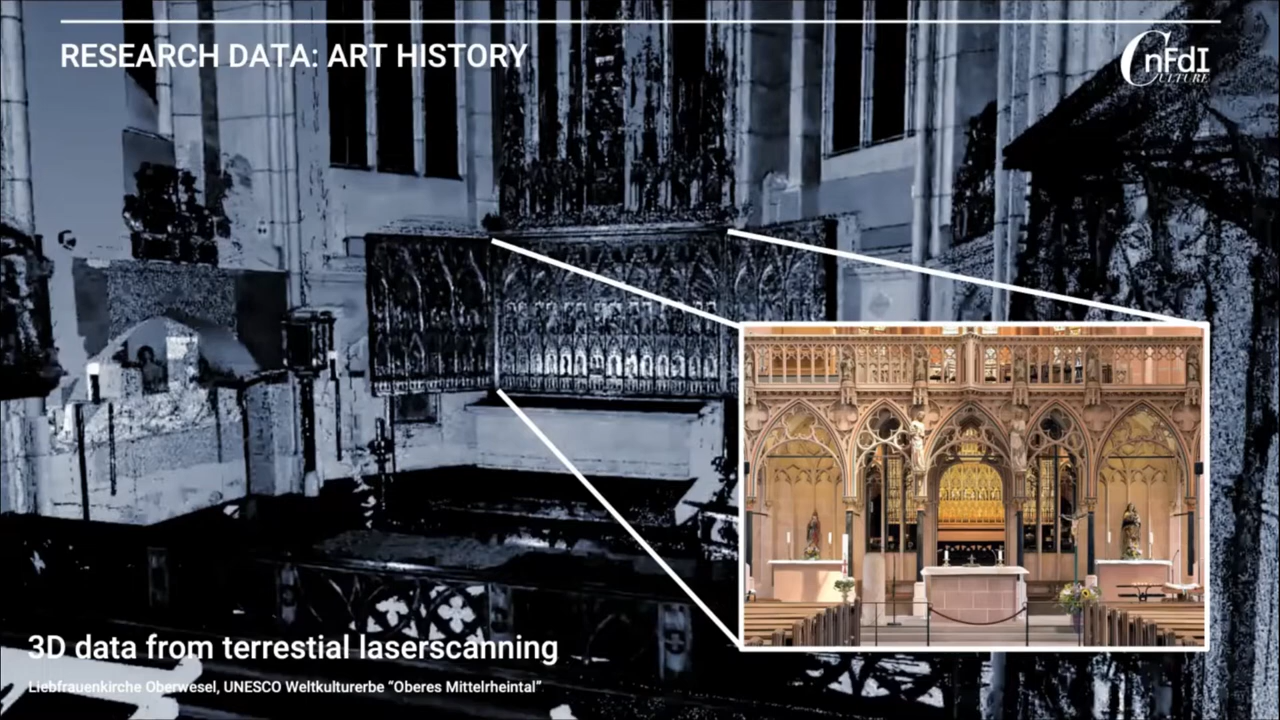 RESEARCH DATA: ART HISTORY
nFdI
CULTURE
3D data from terrestial laserscanning
Liebfrauenkirche Oberwesel, UNESCO Weltkulturerbe “Oberes Mittelrheintal”